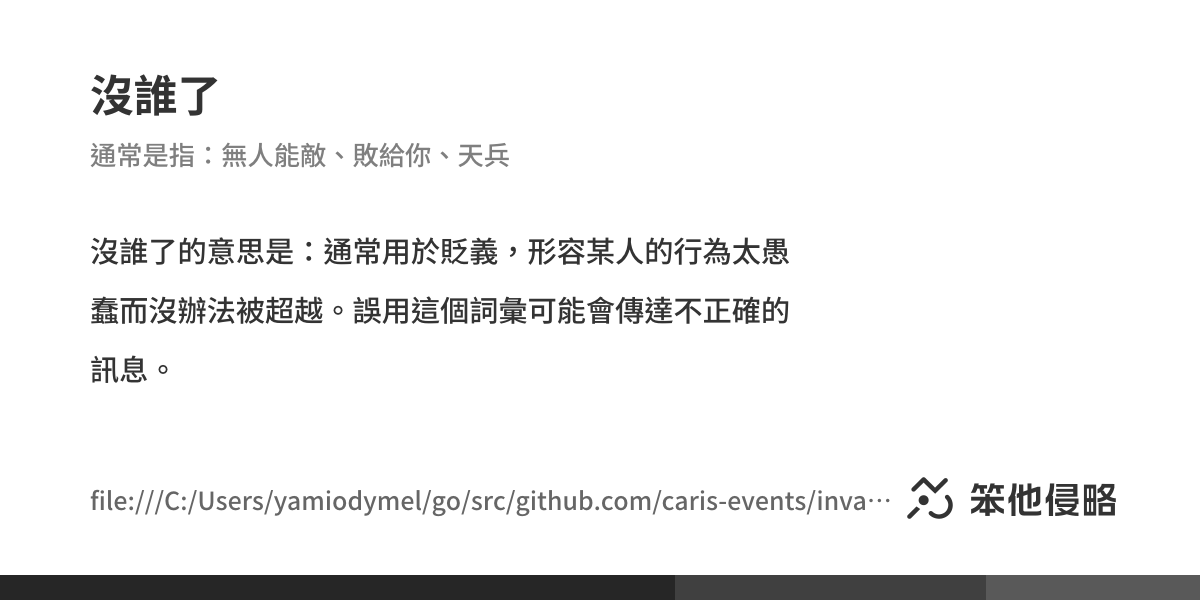 沒誰了
通常是指：無人能敵、敗給你、天兵
沒誰了的意思是：通常用於貶義，形容某人的行為太愚
蠢而沒辦法被超越。誤用這個詞彙可能會傳達不正確的
訊息。
file:///C:/Users/yamiodymel/go/src/github.com/caris-events/inva…
笨他侵略